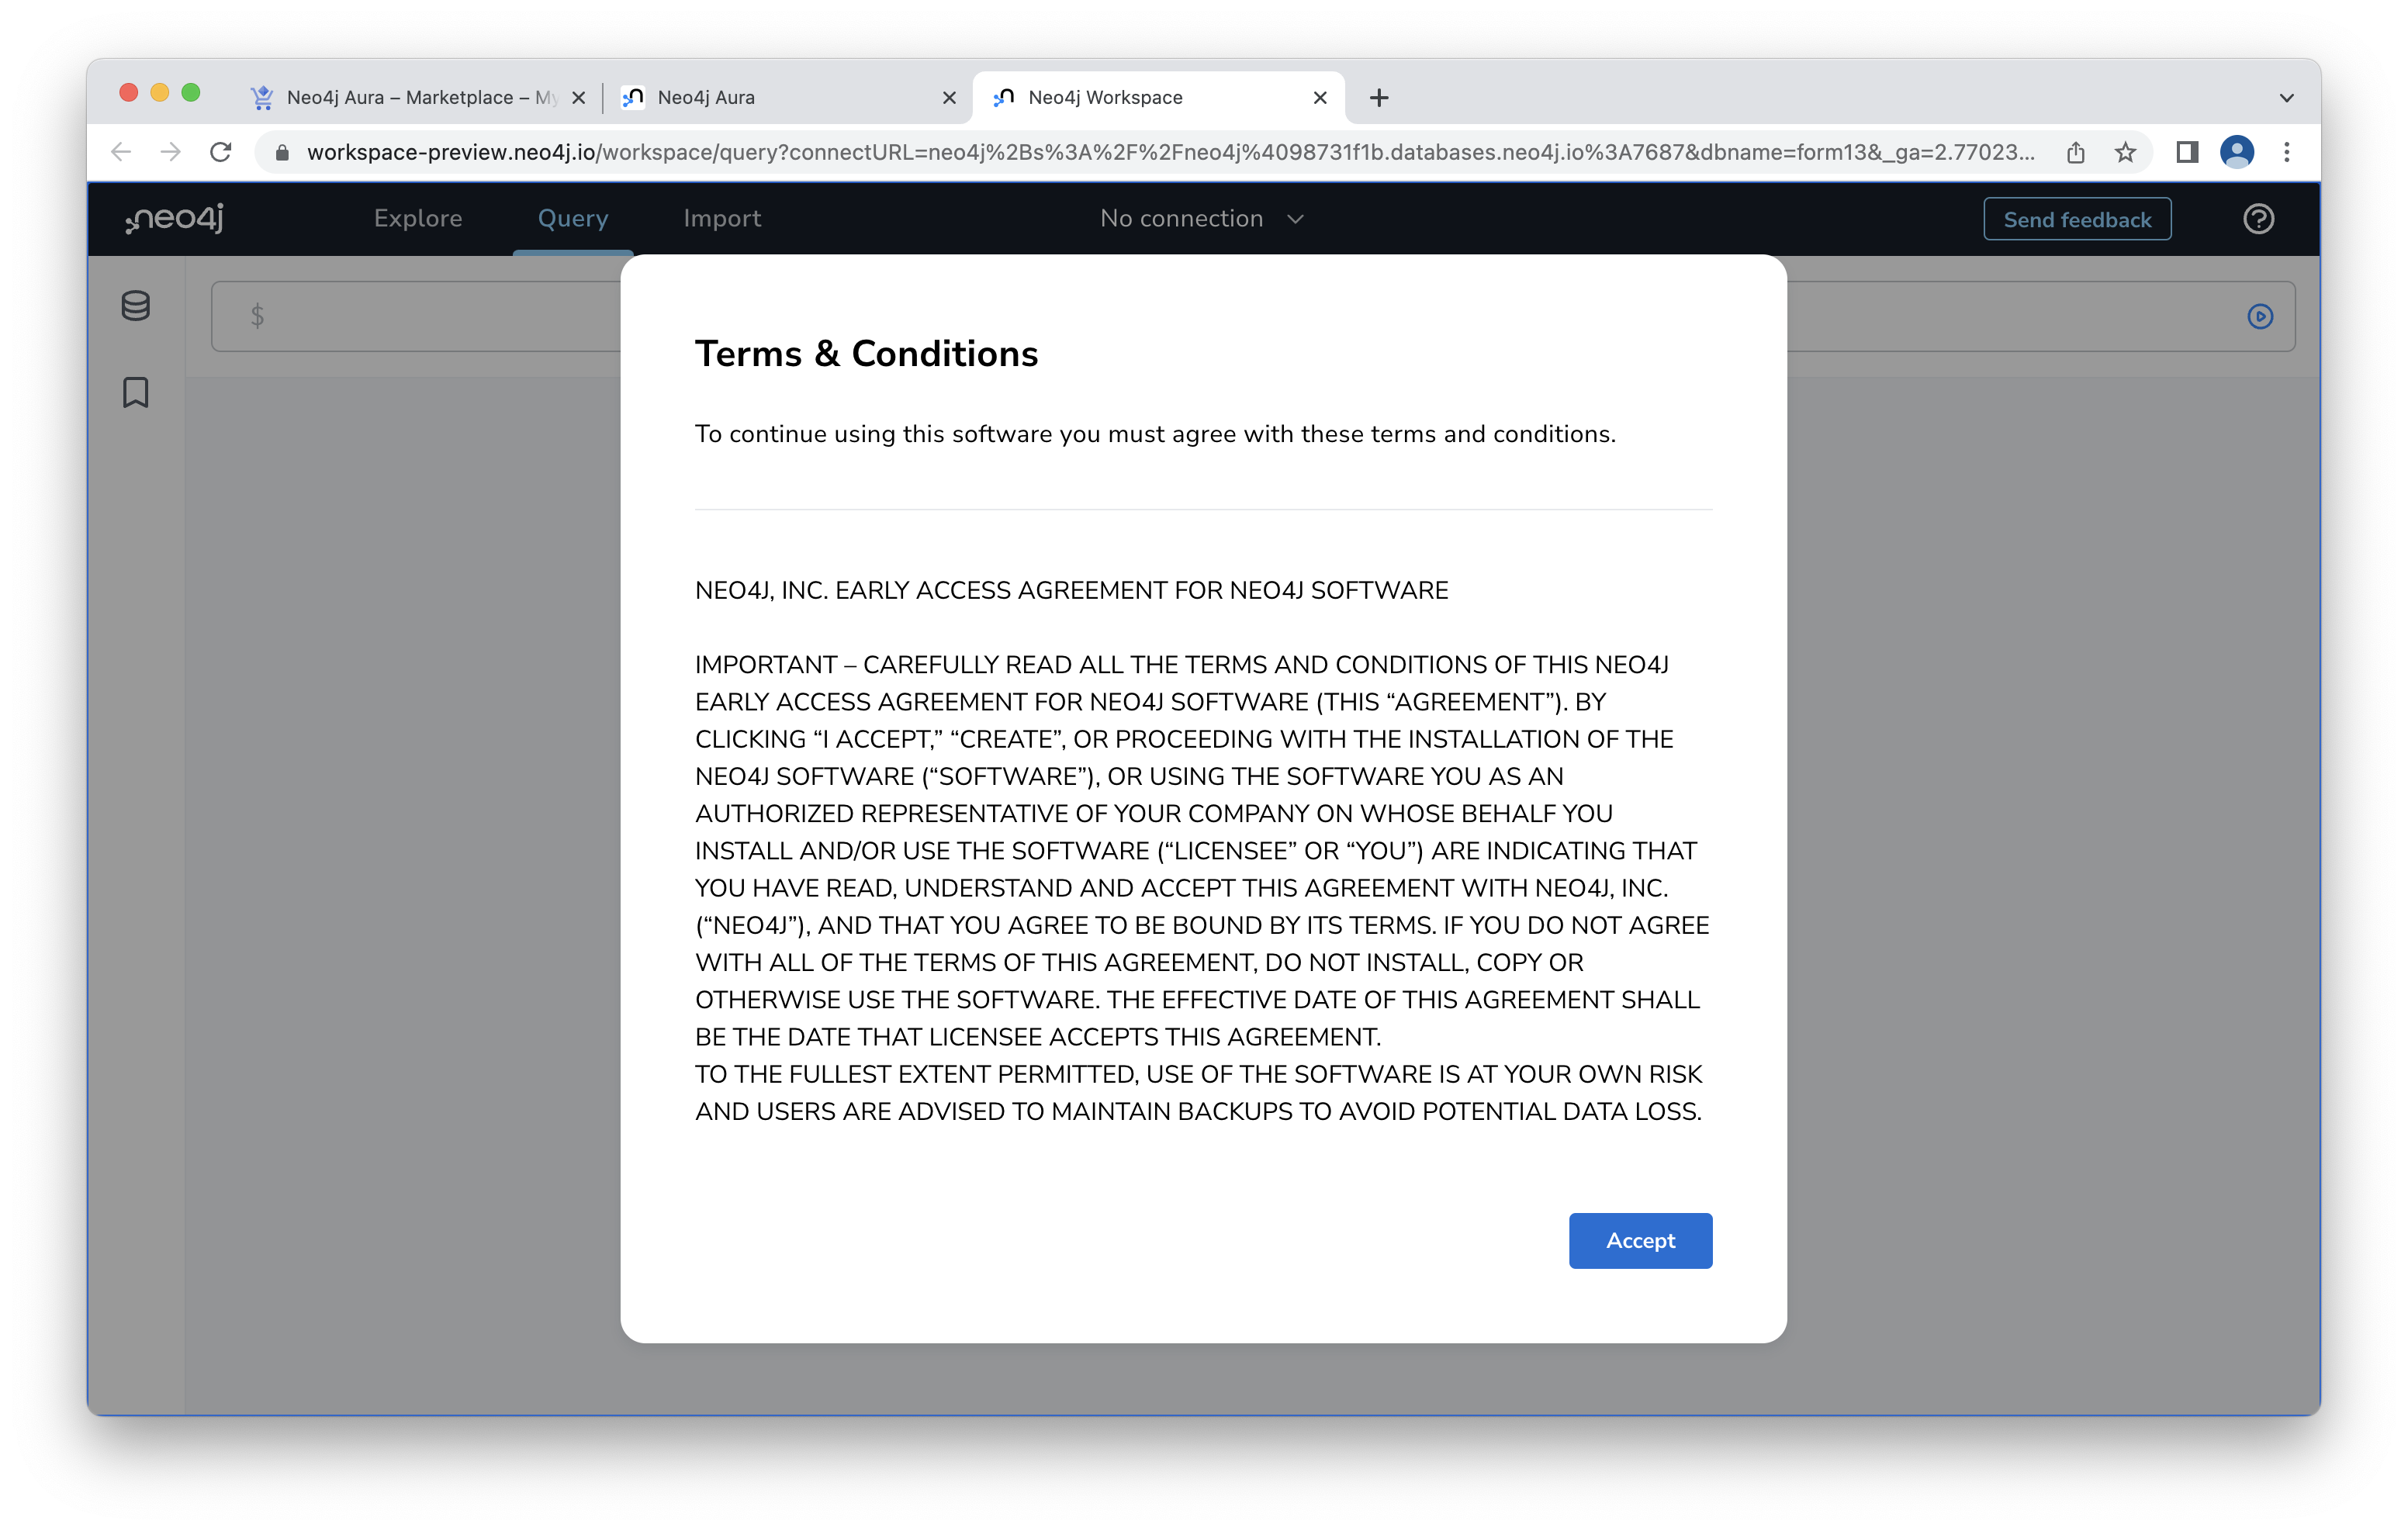 Neo4j Aura – Marketplace – My
Neo4j Aura
Neo4j Workspace
workspace-preview.neo4j.io/workspace/query?connectURL=neo4j%2Bs%3A%2F%2Fneo4j%4098731f1b.databases.neo4j.io%3A7687&dbname=form13&_ga=2.77023...
neo4j
Explore
Query
Import
No connection
Send feedback
?
$
Terms & Conditions
To continue using this software you must agree with these terms and conditions.
NEO4J, INC. EARLY ACCESS AGREEMENT FOR NEO4J SOFTWARE
IMPORTANT – CAREFULLY READ ALL THE TERMS AND CONDITIONS OF THIS NEO4J
EARLY ACCESS AGREEMENT FOR NEO4J SOFTWARE (THIS “AGREEMENT”). BY
CLICKING “I ACCEPT,” “CREATE”, OR PROCEEDING WITH THE INSTALLATION OF THE
NEO4J SOFTWARE (“SOFTWARE”), OR USING THE SOFTWARE YOU AS AN
AUTHORIZED REPRESENTATIVE OF YOUR COMPANY ON WHOSE BEHALF YOU
INSTALL AND/OR USE THE SOFTWARE (“LICENSEE” OR “YOU”) ARE INDICATING THAT
YOU HAVE READ, UNDERSTAND AND ACCEPT THIS AGREEMENT WITH NEO4J, INC.
(“NEO4J”), AND THAT YOU AGREE TO BE BOUND BY ITS TERMS. IF YOU DO NOT AGREE
WITH ALL OF THE TERMS OF THIS AGREEMENT, DO NOT INSTALL, COPY OR
OTHERWISE USE THE SOFTWARE. THE EFFECTIVE DATE OF THIS AGREEMENT SHALL
BE THE DATE THAT LICENSEE ACCEPTS THIS AGREEMENT.
TO THE FULLEST EXTENT PERMITTED, USE OF THE SOFTWARE IS AT YOUR OWN RISK
AND USERS ARE ADVISED TO MAINTAIN BACKUPS TO AVOID POTENTIAL DATA LOSS.
Accept